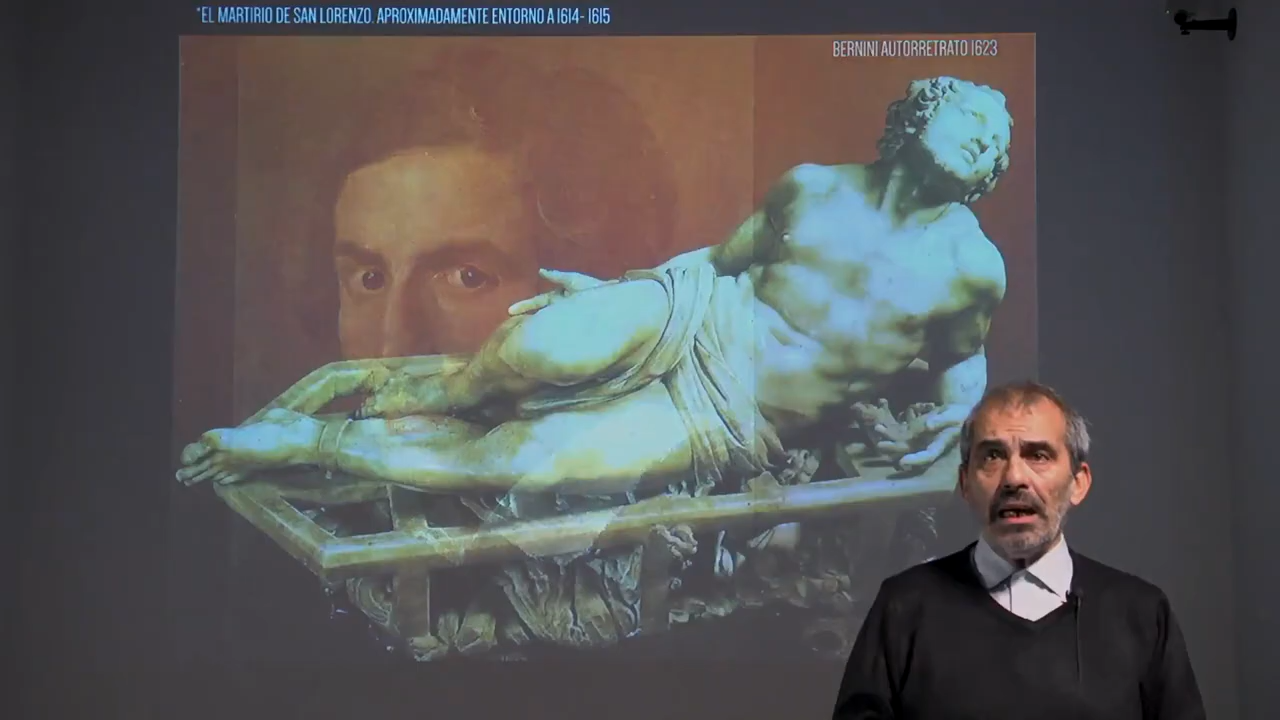 *EL MARTIRIO DE SAN LORENZO. APROXIMADAMENTE ENTORNO A 1614- 1615
BERNINI AUTORRETRATO 1623